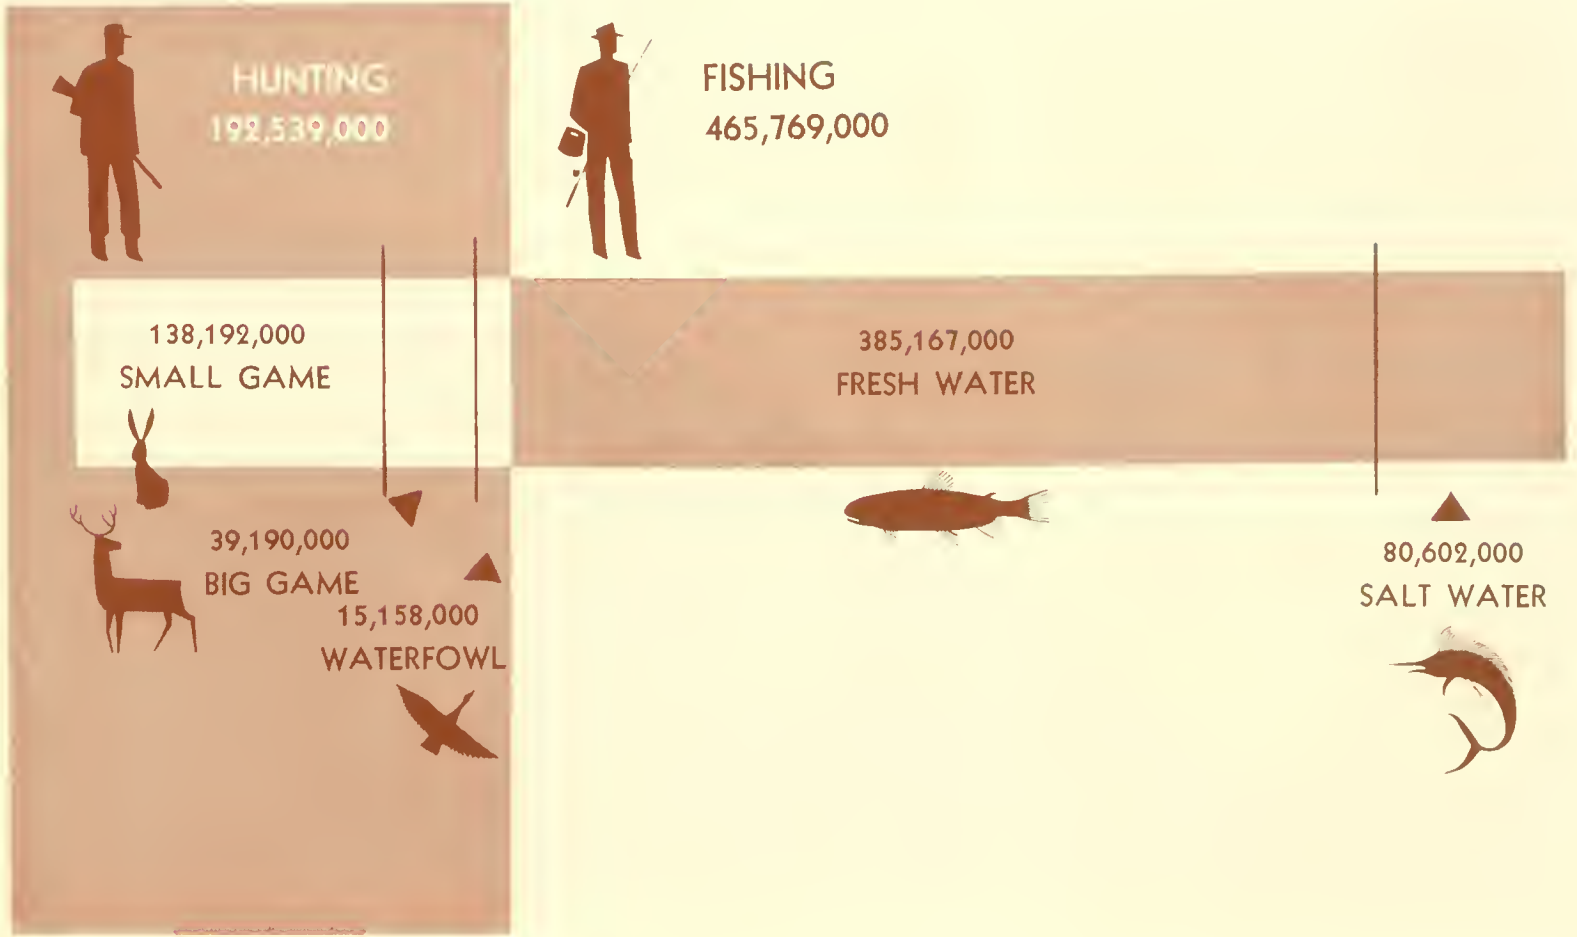 HUNTING
192,539,000
FISHING
465,769,000
138,192,000
SMALL GAME
385,167,000
FRESH WATER
39,190,000
BIG GAME
15,158,000
WATERFOWL
80,602,000
SALT WATER